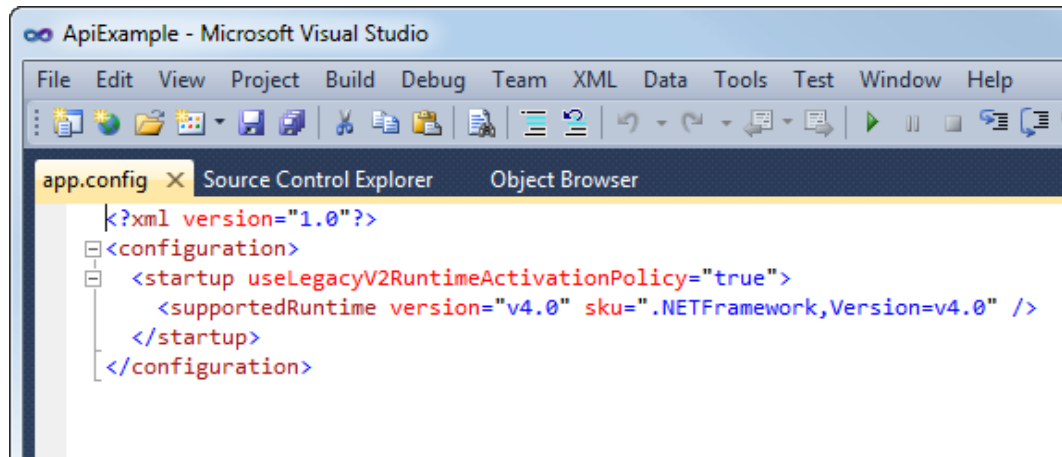 ApiExample - Microsoft Visual Studio
File Edit View Project Build Debug Team XML Data Tools Test Window Help
app.config Source Control Explorer Object Browser
<?xml version="1.0"?>
<configuration>
<startup useLegacyV2RuntimeActivationPolicy="true">
<supportedRuntime version="v4.0" sku=".NETFramework,Version=v4.0" />
</startup>
</configuration>